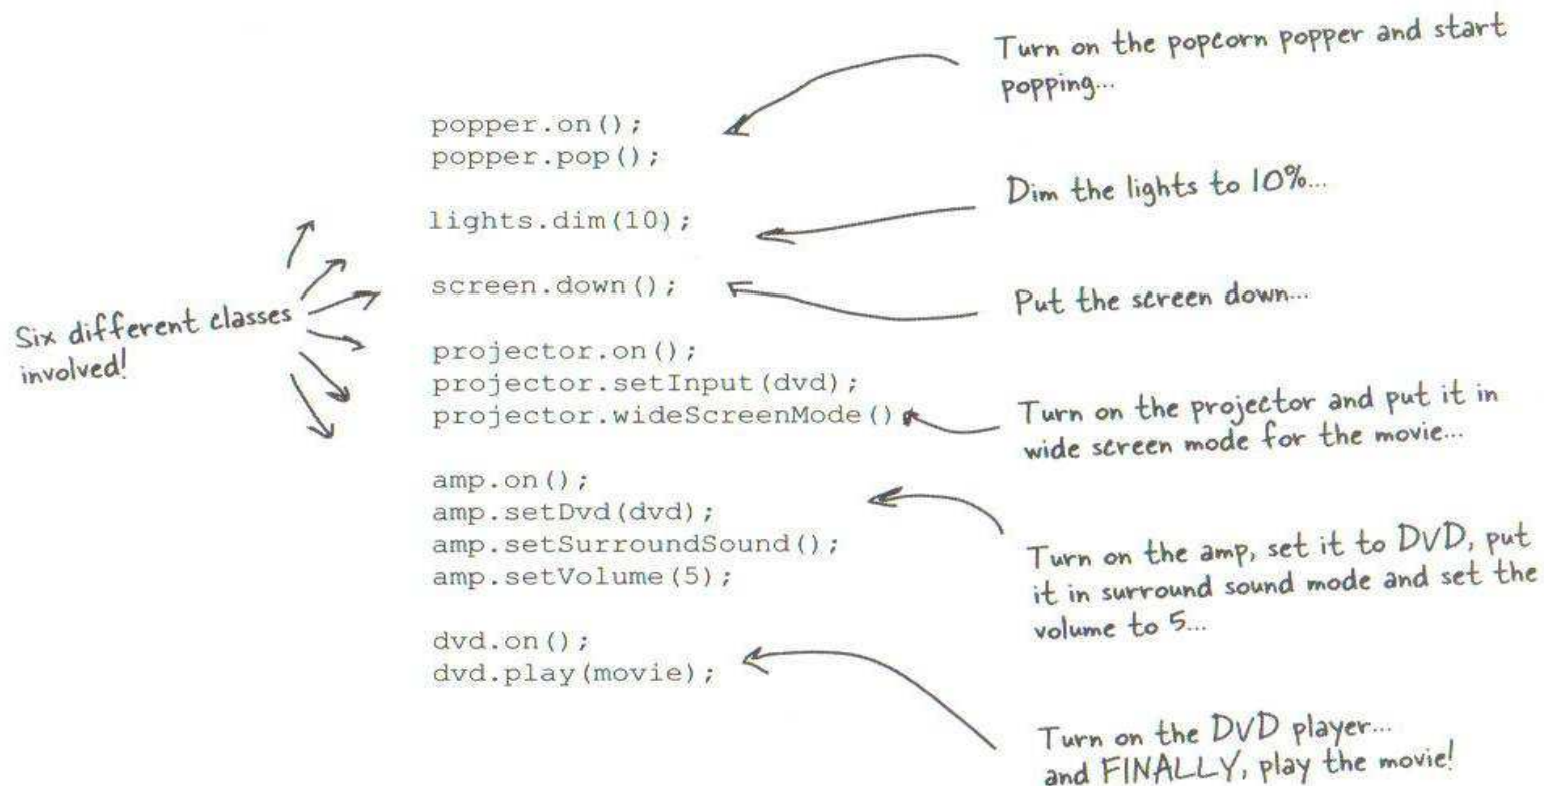 Turn on the popcorn popper and start
popping...
popper.on();
popper.pop();
Dim the lights to 10%...
lights.dim(10);
screen.down();
Put the screen down...
Six different classes
involved!
projector.on();
projector.setInput(dvd);
projector.wideScreenMode()
Turn on the projector and put it in
wide screen mode for the movie...
amp.on();
amp.setDvd(dvd);
amp.setSurroundSound();
amp.setVolume(5);
Turn on the amp, set it to DVD, put
it in surround sound mode and set the
volume to 5...
dvd.on();
dvd.play(movie);
Turn on the DVD player...
and FINALLY, play the movie!